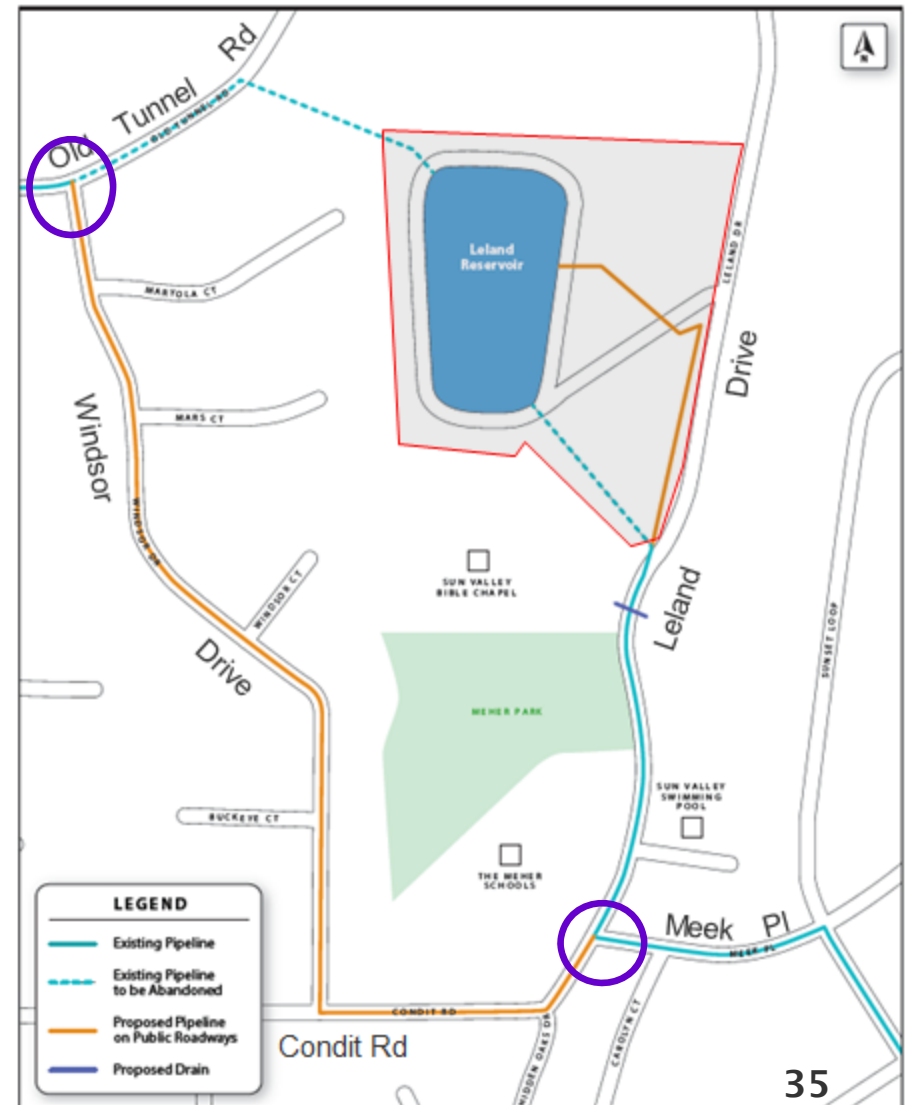 Old Tunnel Rd
OLD TUNNEL RD
N
MARTOLA CT
Leland
Reservoir
LELAND DR
Drive
MARS CT
Windsor
WINDSOR DR
WINDSOR CT
SUN VALLEY
BIBLE CHAPEL
Leland
SUNSET LOOP
Drive
MEHER PARK
SUN VALLEY
SWIMMING
POOL
BUCKEYE CT
THE MEHER
SCHOOLS
Meek Pl
MEEK PL
LEGEND
Existing Pipeline
Existing Pipeline
to be Abandoned
Proposed Pipeline
on Public Roadways
Proposed Drain
CONDIT RD
Condit Rd
HIDDEN OAKS DR
CAROLYN CT
35